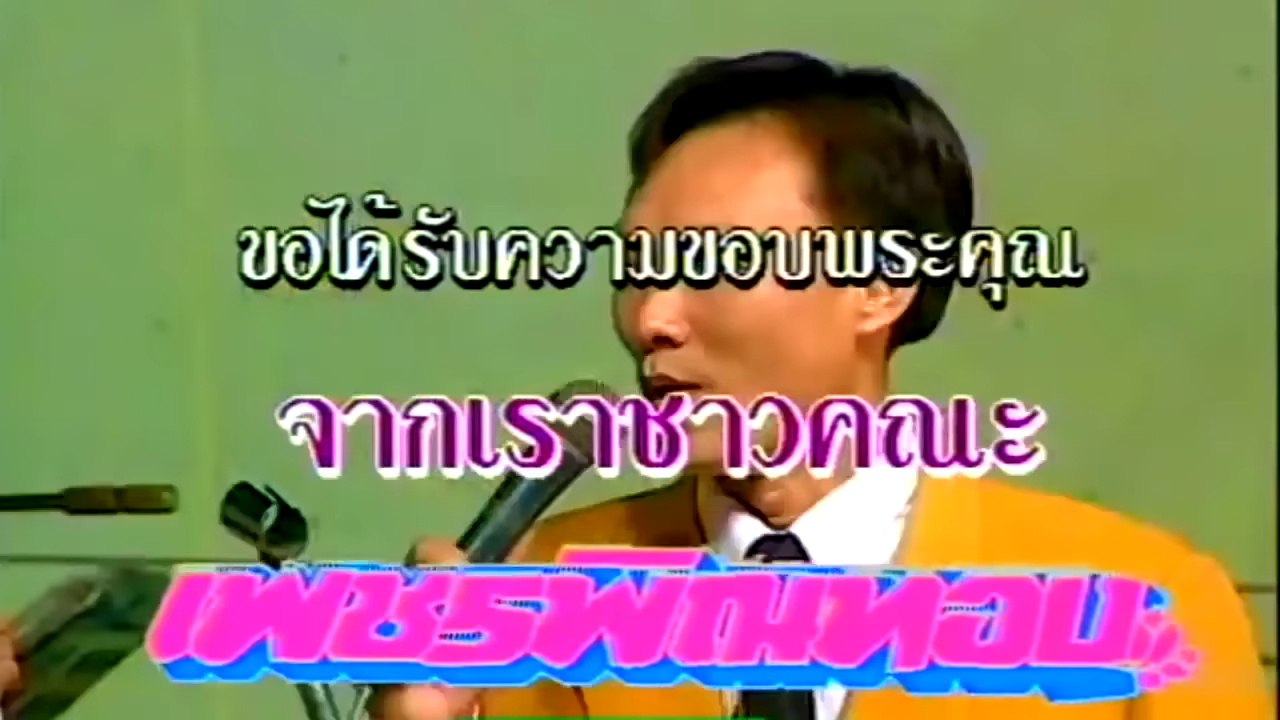 ขอได้รับความขอบพระคุณ
จากเราชาวคณะ
เพชรพิณทอง